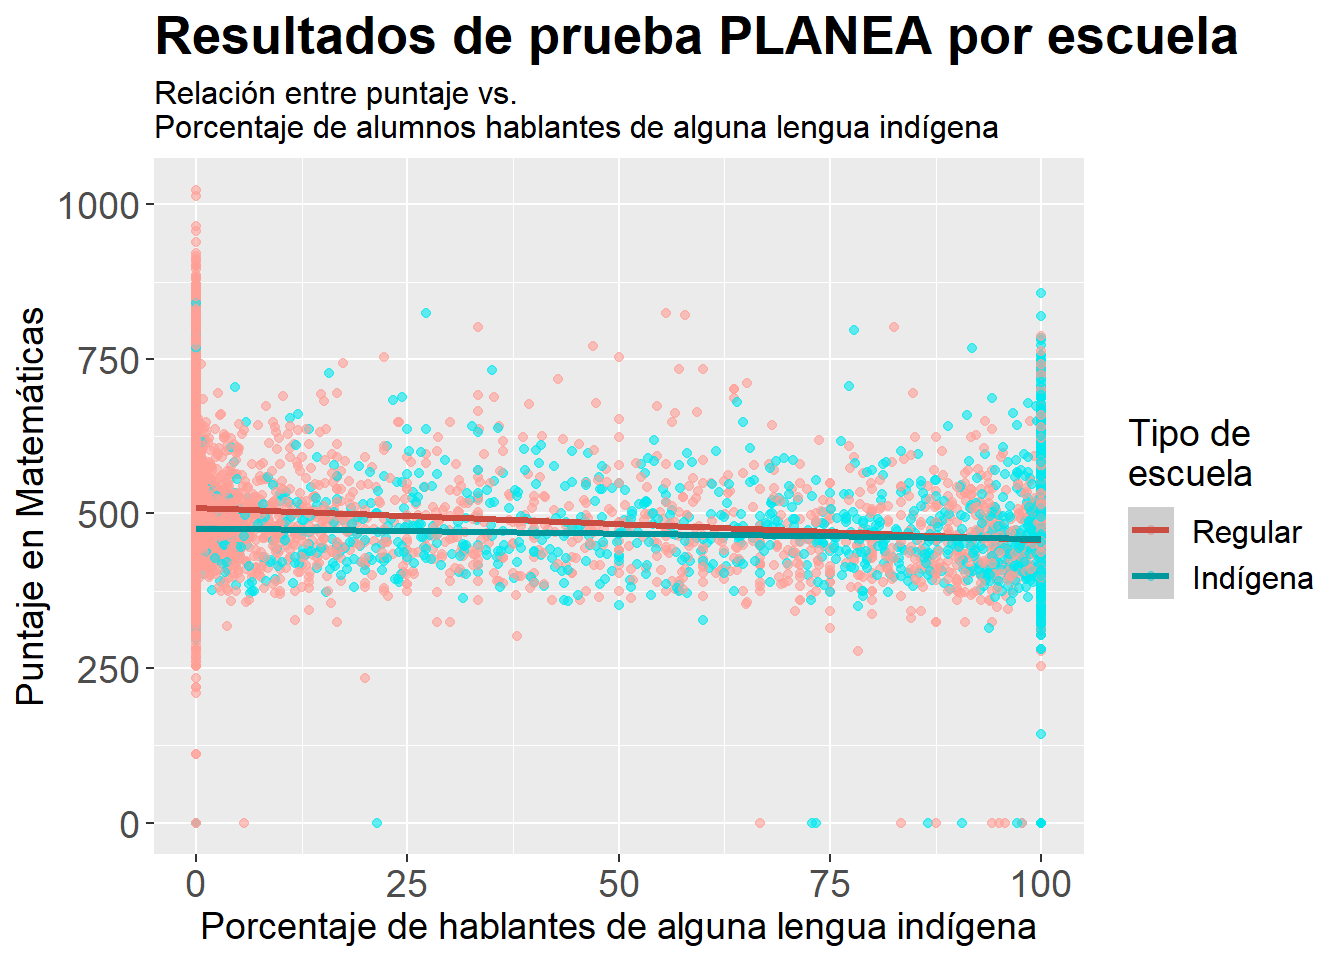 Resultados de prueba PLANEA por escuela
Relación entre puntaje vs.
Porcentaje de alumnos hablantes de alguna lengua indígena
Puntaje en Matemáticas
1000
750
500
250
0
0 25 50 75 100
Porcentaje de hablantes de alguna lengua indígena
Tipo de
escuela
Regular
Indígena